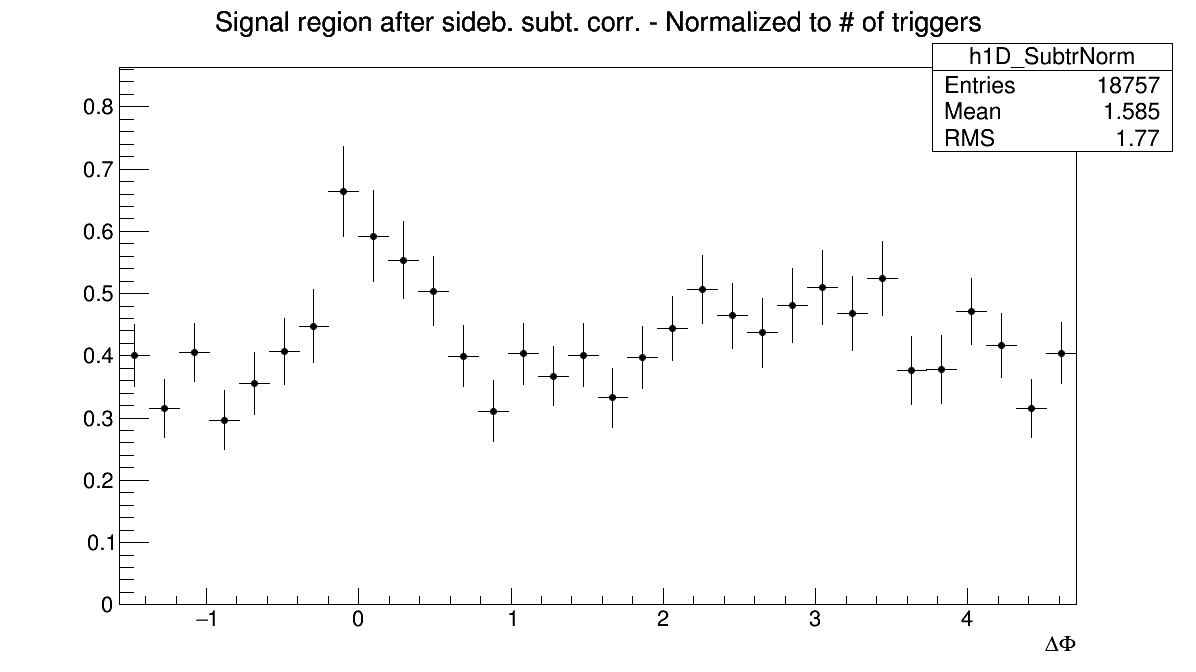 Signal region after sideb. subt. corr. - Normalized to # of triggers
h1D_SubtrNorm
Entries 18757
Mean 1.585
RMS 1.77
0.8
0.7
0.6
0.5
0.4
0.3
0.2
0.1
0
−1 0 1 2 3 4
ΔΦ